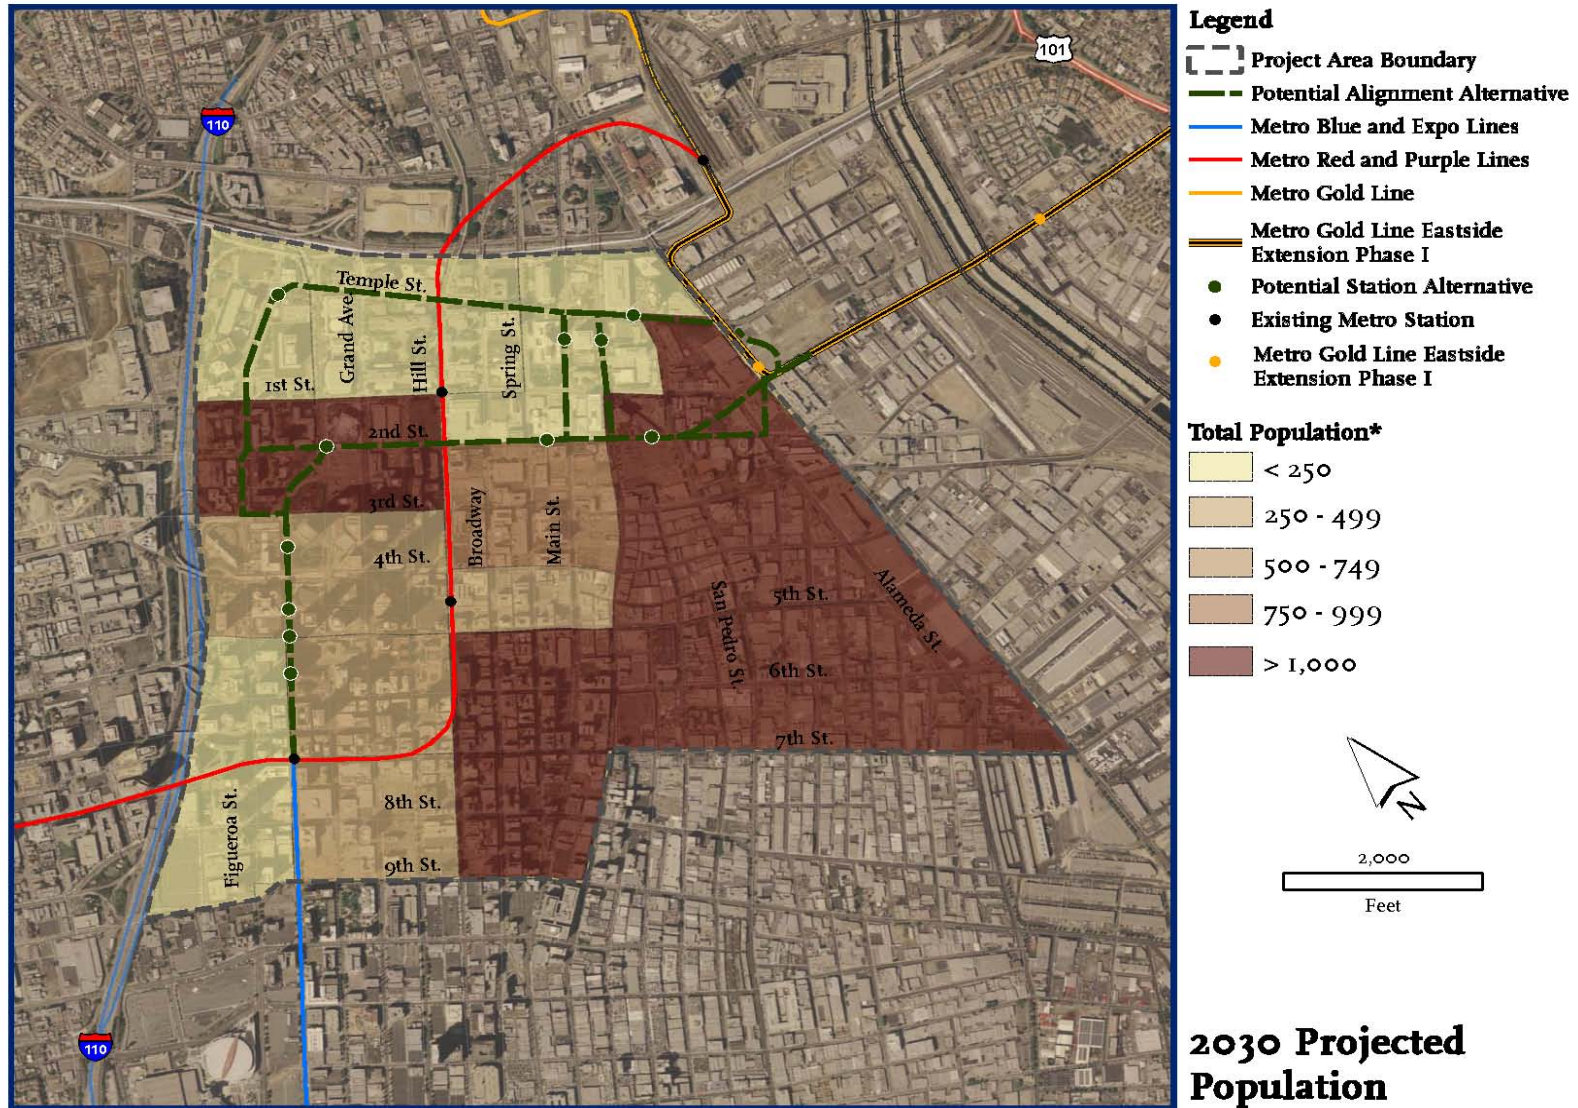 110
101
Temple St.
Grand Ave.
Hill St.
Spring St.
1st St.
2nd St.
3rd St.
Broadway
Main St.
4th St.
San Pedro St.
5th St.
Alameda St.
6th St.
7th St.
Figueroa St.
8th St.
9th St.
110
Legend
Project Area Boundary
Potential Alignment Alternative
Metro Blue and Expo Lines
Metro Red and Purple Lines
Metro Gold Line
Metro Gold Line Eastside
Extension Phase I
Potential Station Alternative
Existing Metro Station
Metro Gold Line Eastside
Extension Phase I
Total Population*
< 250
250 - 499
500 - 749
750 - 999
> 1,000
N
2,000
Feet
2030 Projected
Population